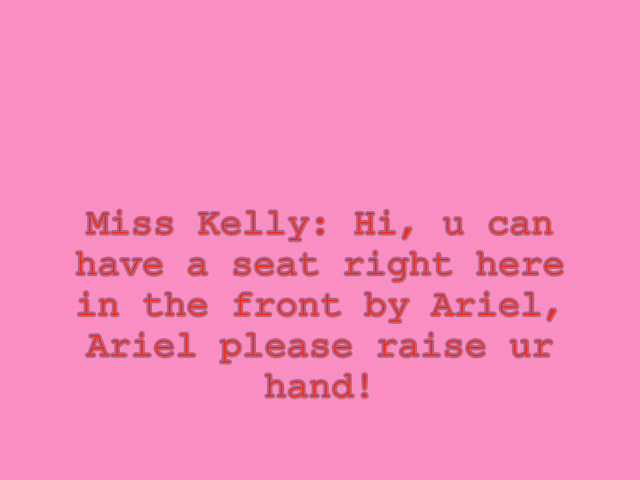 Miss Kelly: Hi, u can
have a seat right here
in the front by Ariel,
Ariel please raise ur
hand!